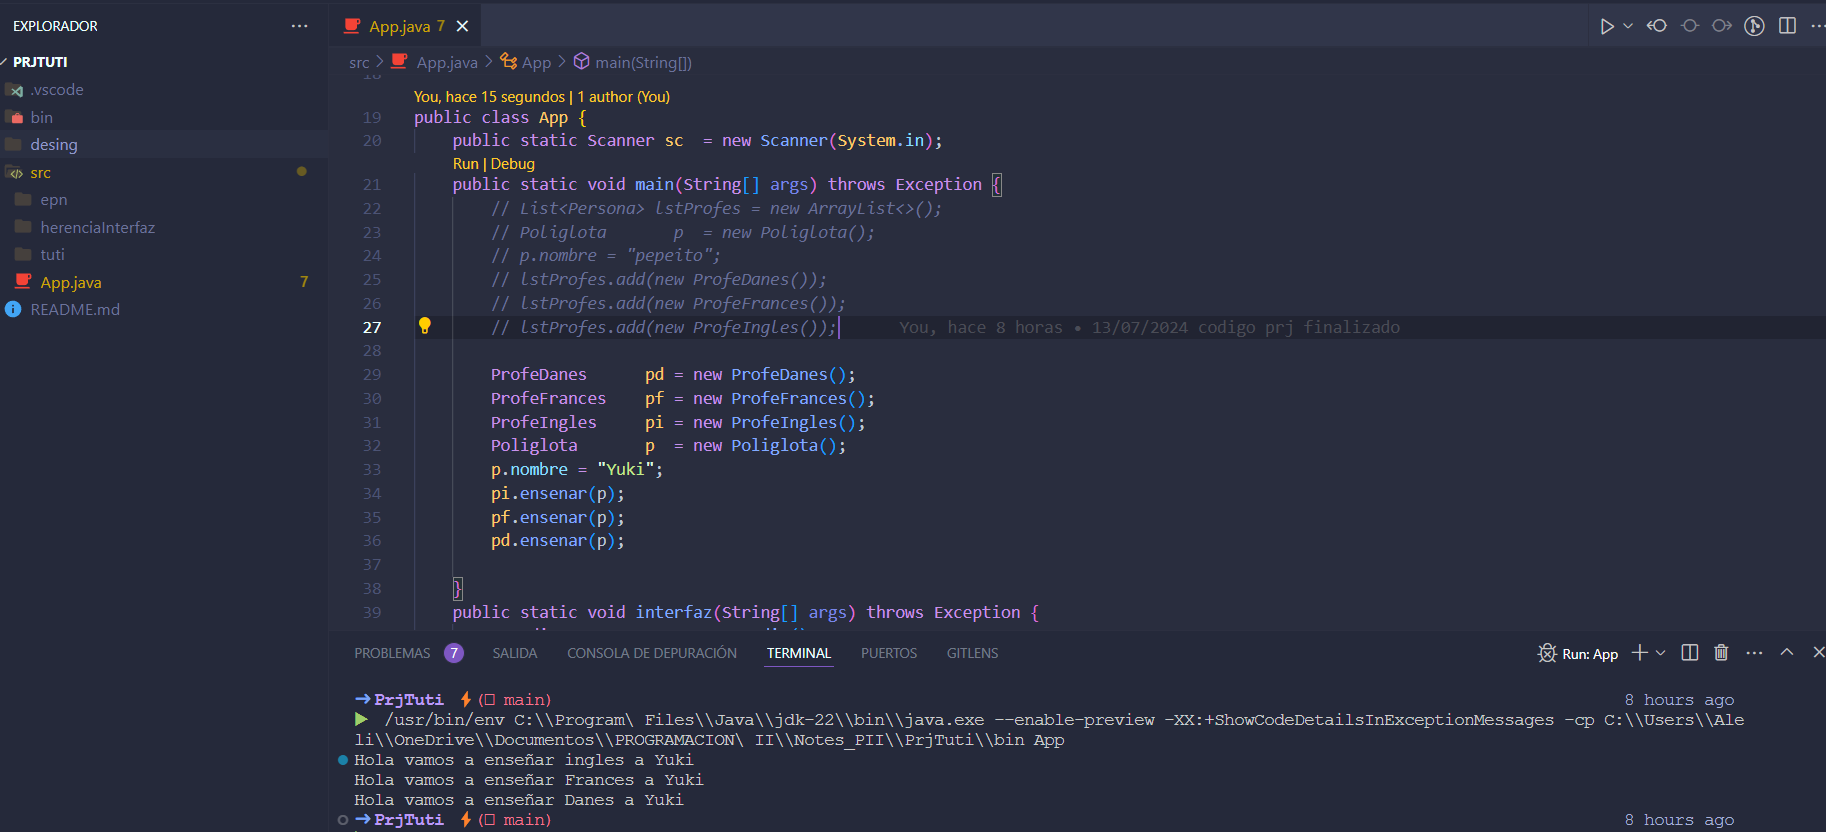 EXPLORADOR
PRJTUTI
.vscode
bin
desing
src
epn
herenciaInterfaz
tuti
App.java 7
README.md
App.java 7
src > App.java > App > main(String[])
18
You, hace 15 segundos | 1 author (You)
19 public class App {
20 public static Scanner sc  = new Scanner(System.in);
Run | Debug
21 public static void main(String[] args) throws Exception {
22 // List<Persona> lstProfes = new ArrayList<>();
23 // Poliglota       p  = new Poliglota();
24 // p.nombre = "pepeito";
25 // lstProfes.add(new ProfeDanes());
26 // lstProfes.add(new ProfeFrances());
27 // lstProfes.add(new ProfeIngles()); You, hace 8 horas • 13/07/2024 codigo prj finalizado
28
29 ProfeDanes      pd = new ProfeDanes();
30 ProfeFrances    pf = new ProfeFrances();
31 ProfeIngles     pi = new ProfeIngles();
32 Poliglota       p  = new Poliglota();
33 p.nombre = "Yuki";
34 pi.ensenar(p);
35 pf.ensenar(p);
36 pd.ensenar(p);
37
38 }
39 public static void interfaz(String[] args) throws Exception {
PROBLEMAS 7 SALIDA CONSOLA DE DEPURACIÓN TERMINAL PUERTOS GITLENS Run: App
PrjTuti (main) 8 hours ago
/usr/bin/env C:\\Program\ Files\\Java\\jdk-22\\bin\\java.exe --enable-preview -XX:+ShowCodeDetailsInExceptionMessages -cp C:\\Users\\Ale
li\\OneDrive\\Documentos\\PROGRAMACION\ II\\Notes_PII\\PrjTuti\\bin App
Hola vamos a enseñar ingles a Yuki
Hola vamos a enseñar Frances a Yuki
Hola vamos a enseñar Danes a Yuki
PrjTuti (main) 8 hours ago